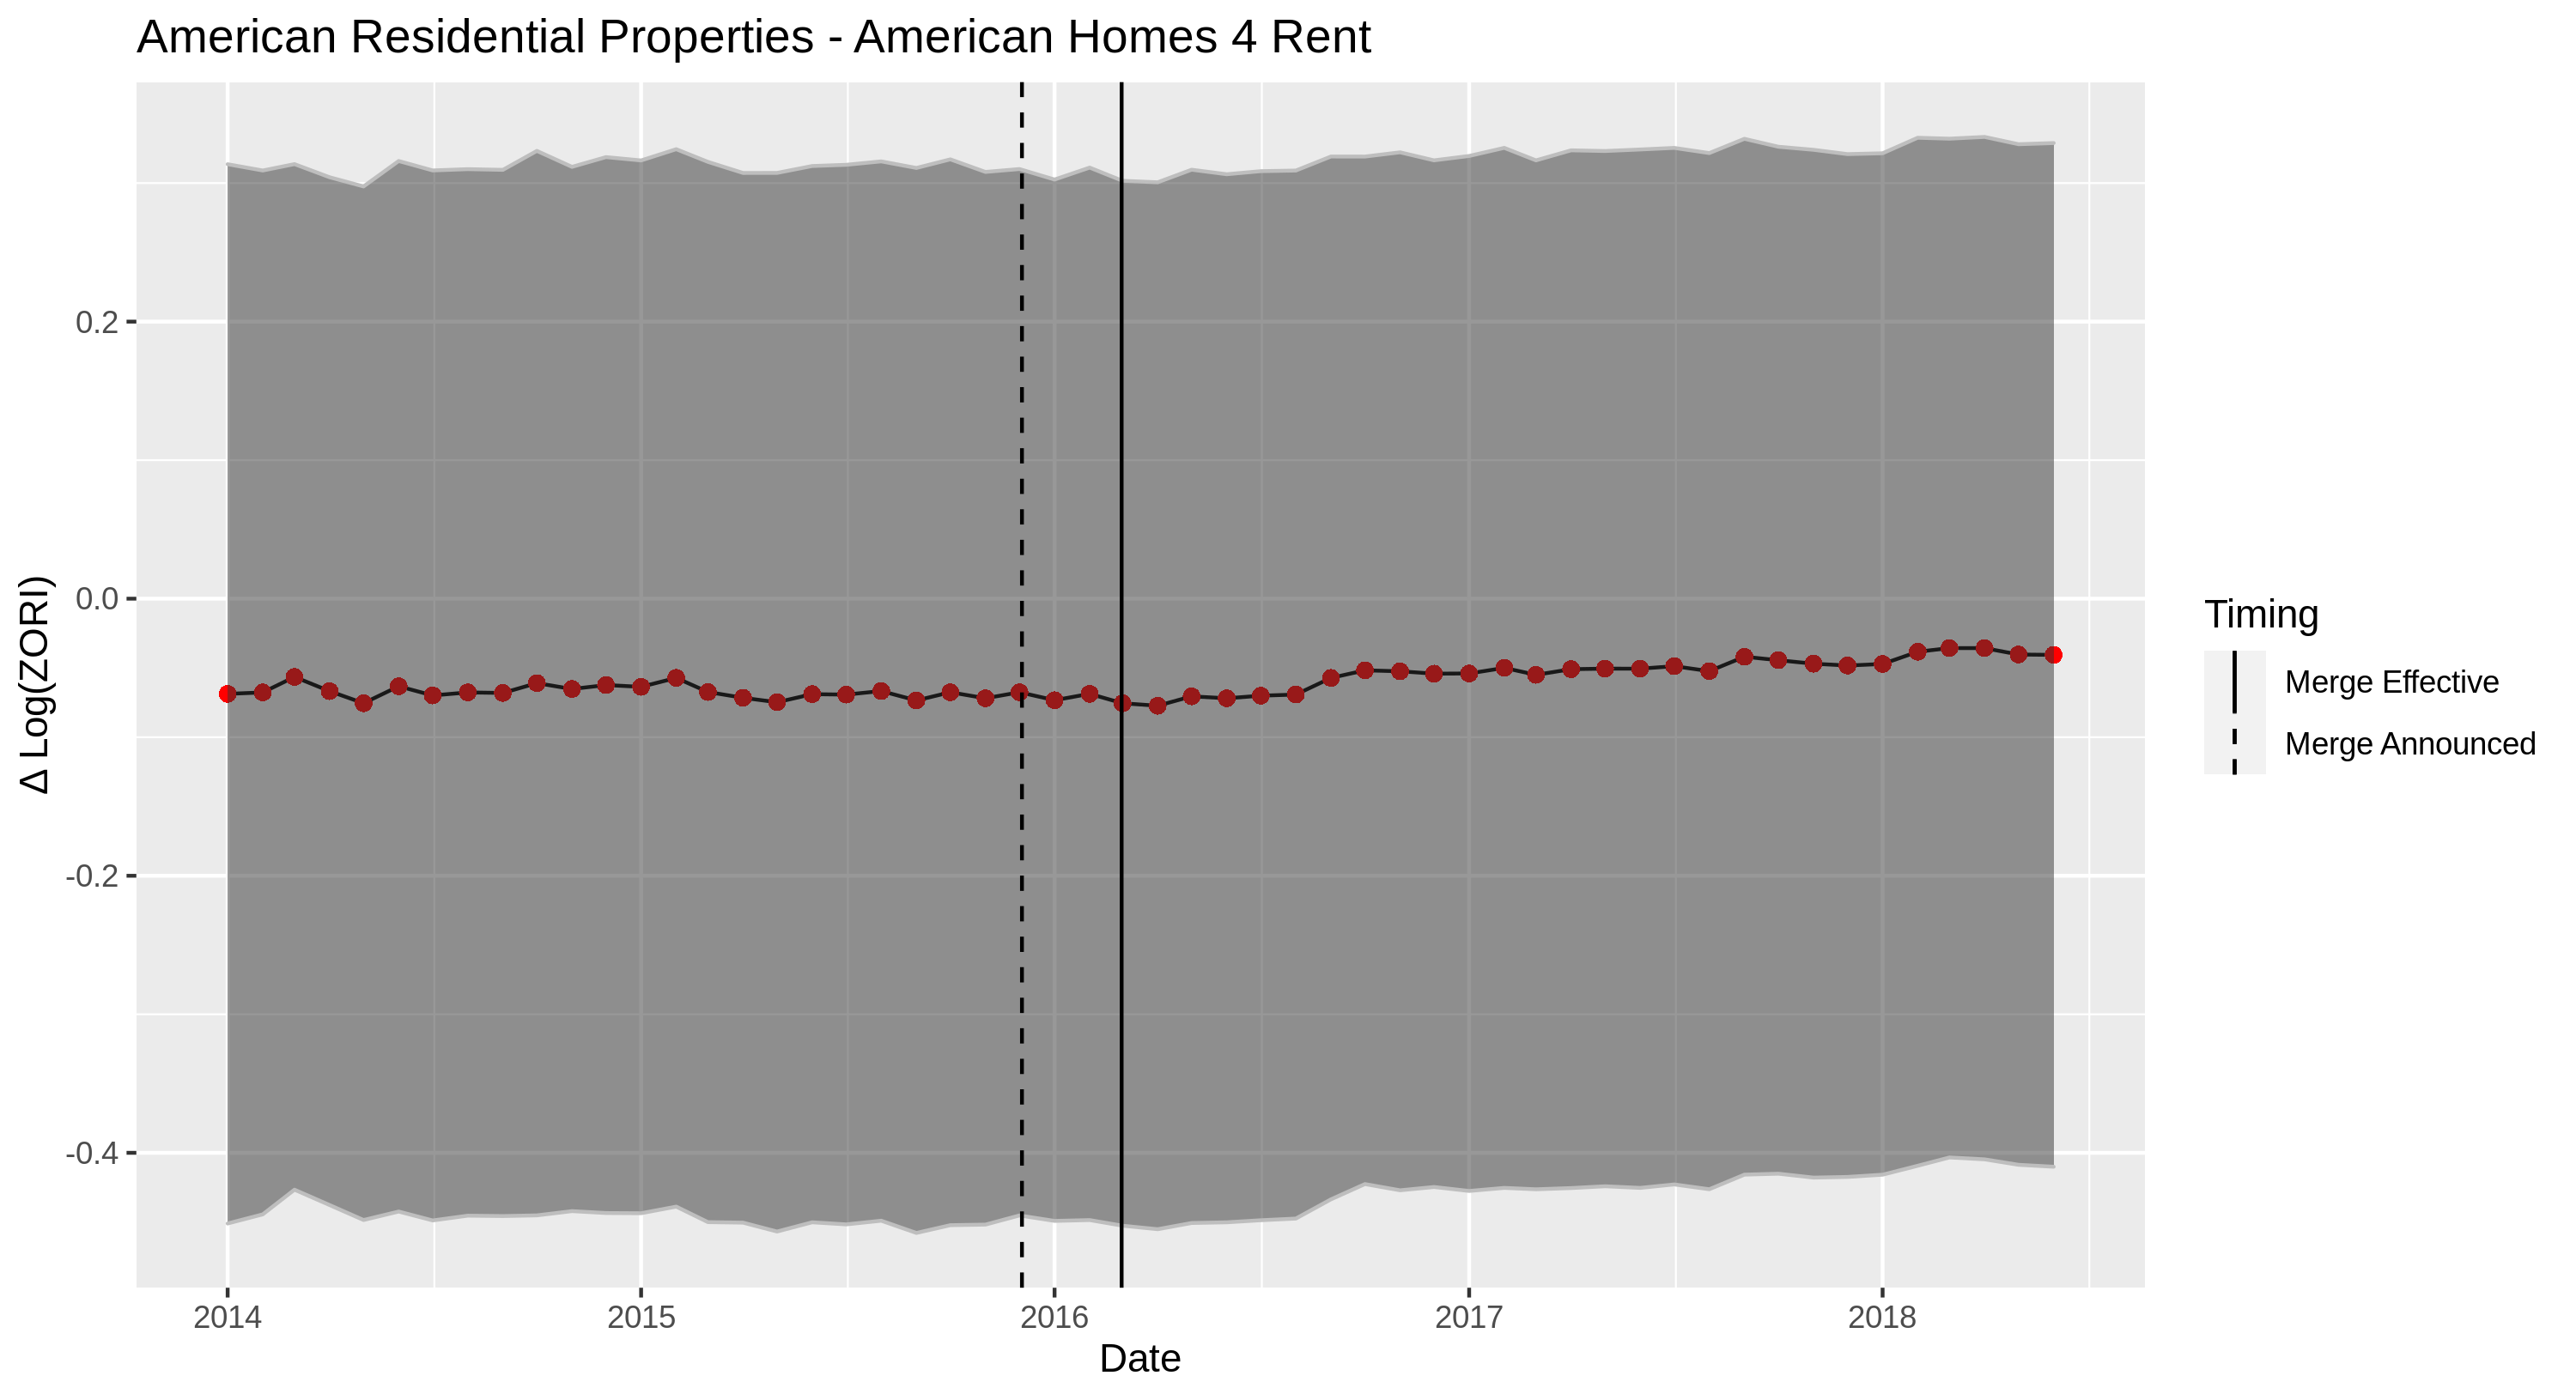 American Residential Properties - American Homes 4 Rent
Δ Log(ZORI)
0.2
0.0
-0.2
-0.4
2014
2015
2016
2017
2018
Date
Timing
Merge Effective
Merge Announced